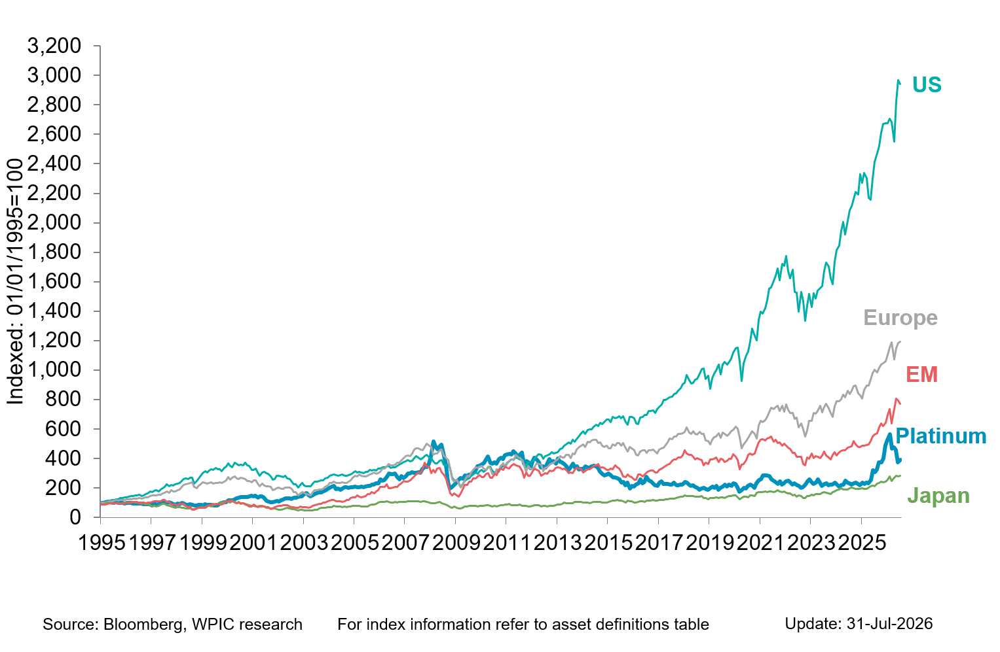 3,200
3,000
2,800
2,600
2,400
2,200
2,000
1,800
1,600
1,400
1,200
1,000
800
600
400
200
0
Indexed: 01/01/1995=100
US
Europe
EM
Platinum
Japan
1995 1997 1999 2001 2003 2005 2007 2009 2011 2013 2015 2017 2019 2021 2023 2025
Source: Bloomberg, WPIC research For index information refer to asset definitions table Update: 31-Jul-2026